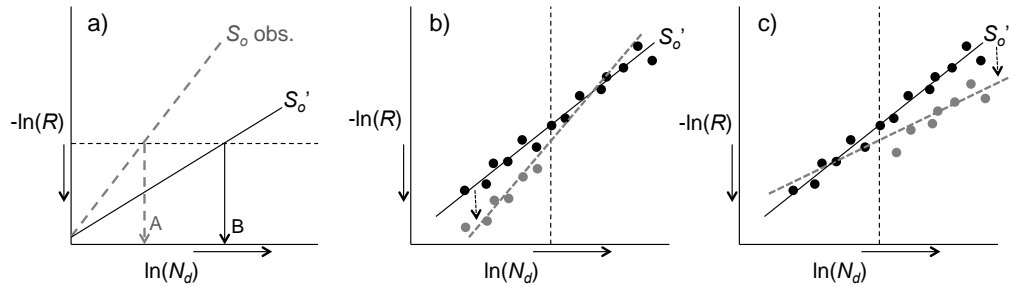 a)
S_o obs.
S_o'
-ln(R)
A
B
ln(N_d)
b)
S_o'
-ln(R)
ln(N_d)
c)
S_o'
-ln(R)
ln(N_d)